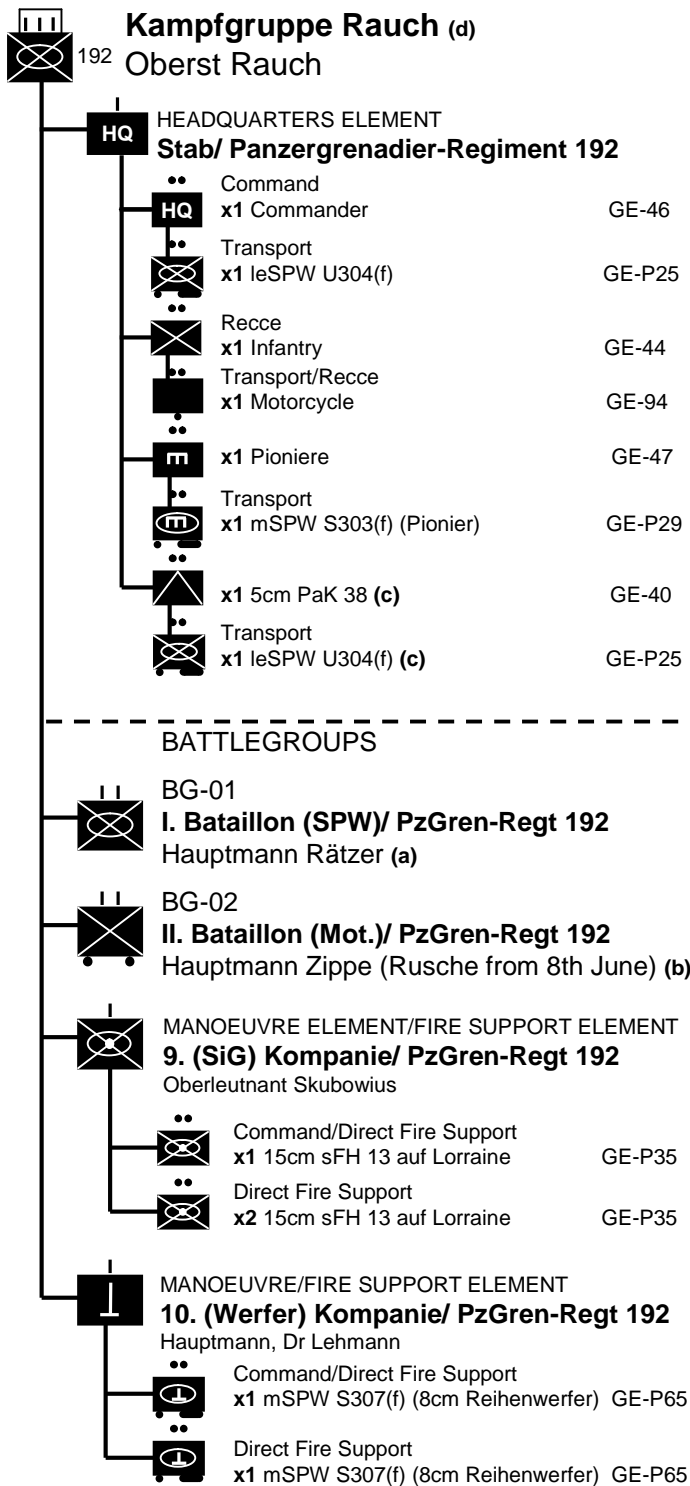 Kampfgruppe Rauch (d)
192 Oberst Rauch
HEADQUARTERS ELEMENT
HQ
Stab/ Panzergrenadier-Regiment 192
Command
HQ x1 Commander GE-46
Transport
x1 leSPW U304(f) GE-P25
Recce
x1 Infantry GE-44
Transport/Recce
x1 Motorcycle GE-94
x1 Pioniere GE-47
Transport
x1 mSPW S303(f) (Pionier) GE-P29
x1 5cm PaK 38 (c) GE-40
Transport
x1 leSPW U304(f) (c) GE-P25
BATTLEGROUPS
BG-01
I. Bataillon (SPW)/ PzGren-Regt 192
Hauptmann Rätzer (a)
BG-02
II. Bataillon (Mot.)/ PzGren-Regt 192
Hauptmann Zippe (Rusche from 8th June) (b)
MANOEUVRE ELEMENT/FIRE SUPPORT ELEMENT
9. (SiG) Kompanie/ PzGren-Regt 192
Oberleutnant Skubowius
Command/Direct Fire Support
x1 15cm sFH 13 auf Lorraine GE-P35
Direct Fire Support
x2 15cm sFH 13 auf Lorraine GE-P35
MANOEUVRE/FIRE SUPPORT ELEMENT
10. (Werfer) Kompanie/ PzGren-Regt 192
Hauptmann, Dr Lehmann
Command/Direct Fire Support
x1 mSPW S307(f) (8cm Reihenwerfer) GE-P65
Direct Fire Support
x1 mSPW S307(f) (8cm Reihenwerfer) GE-P65